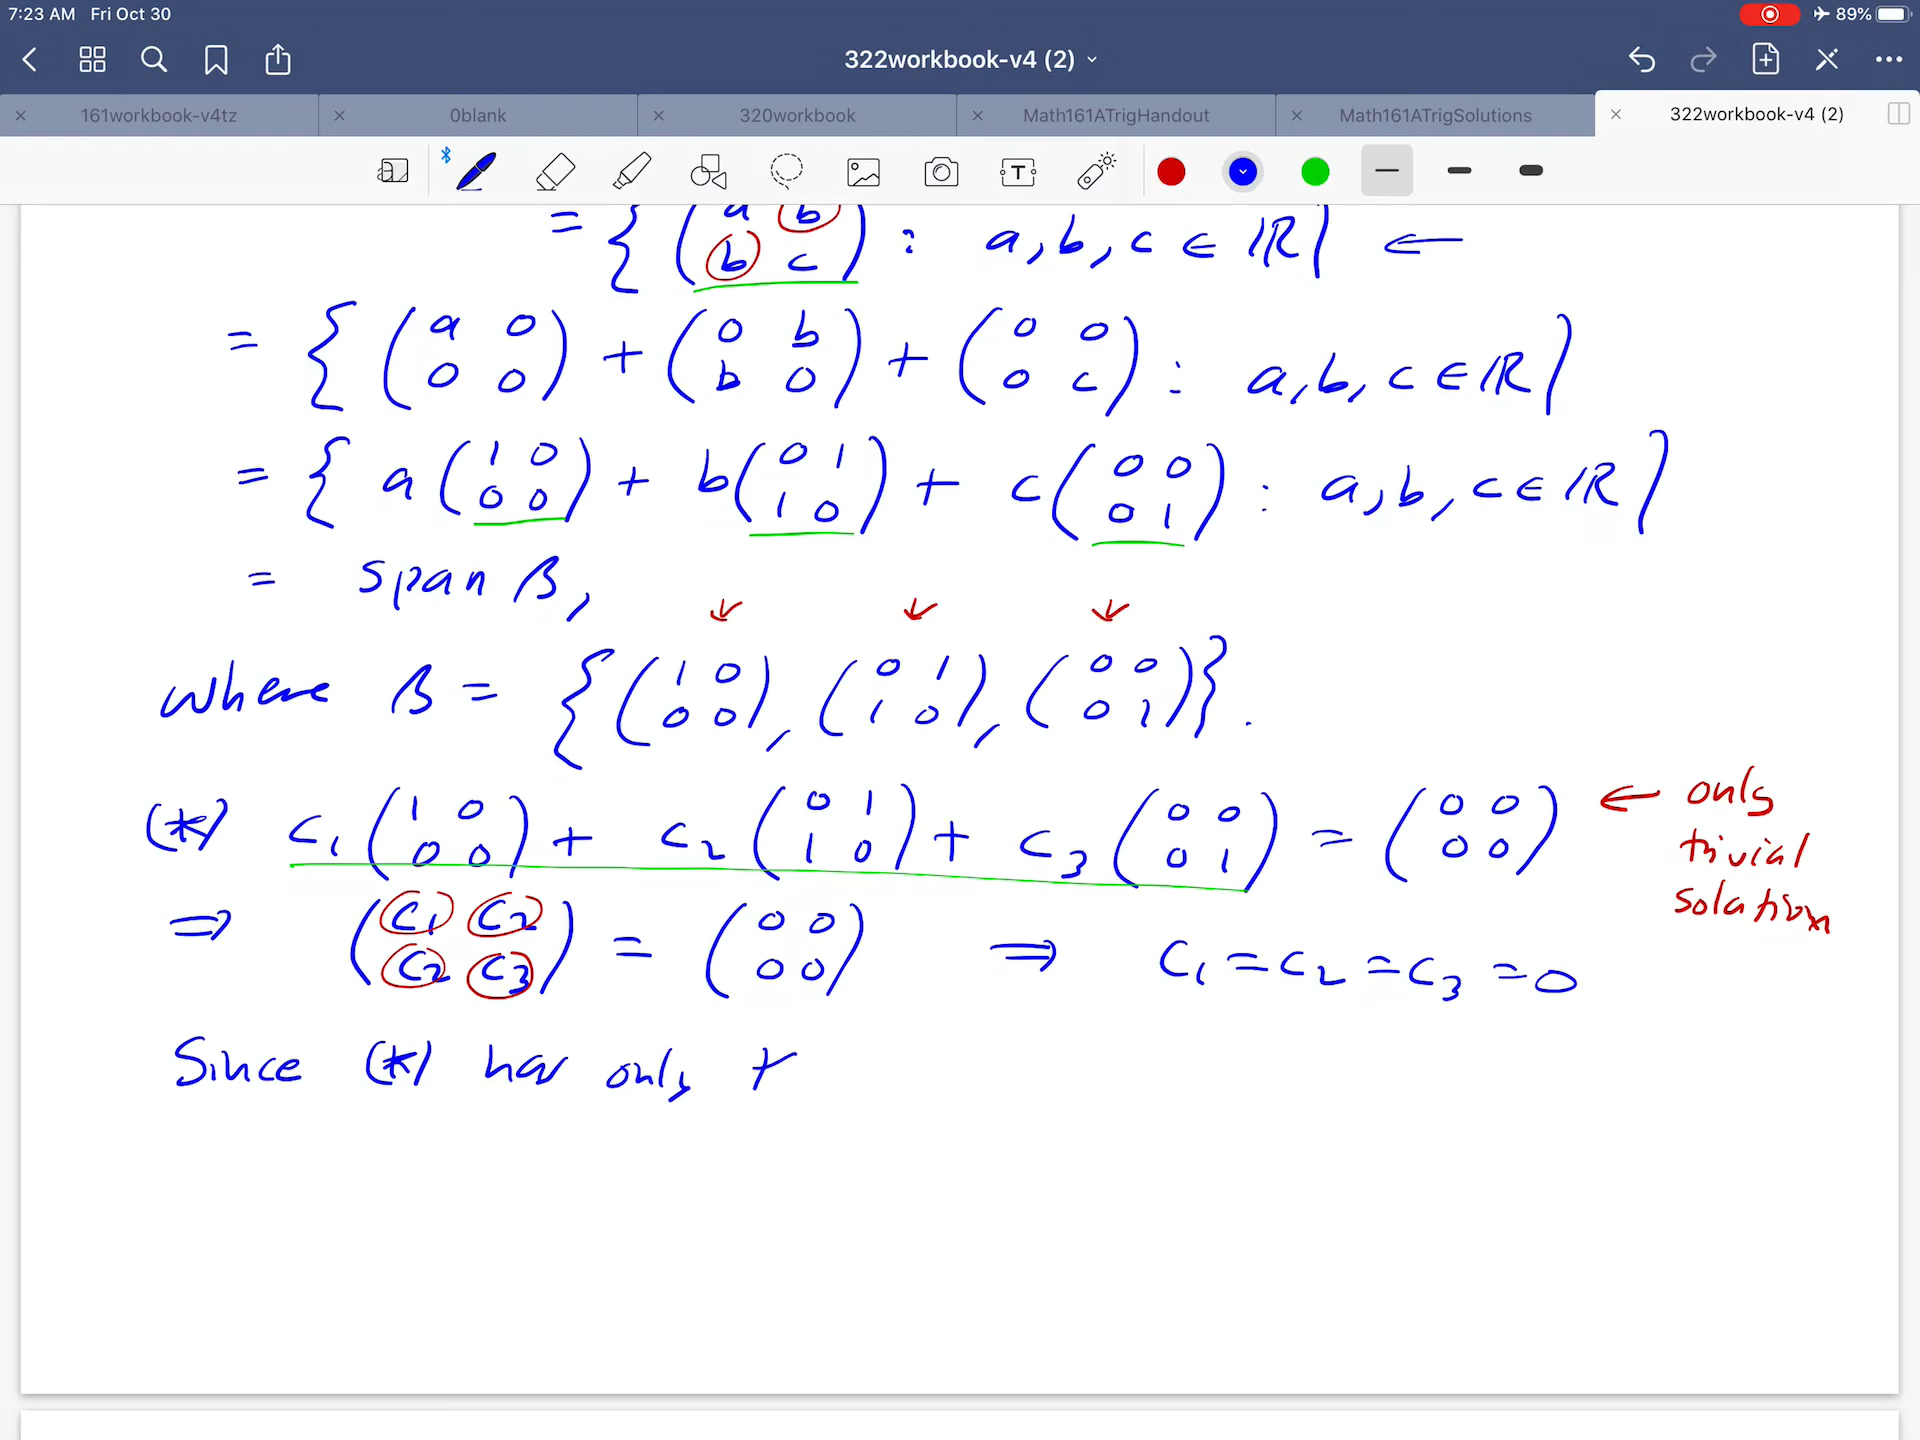 7:23 AM Fri Oct 30 89%
322workbook-v4 (2)
161workbook-v4tz 0blank 320workbook Math161ATrigHandout Math161ATrigSolutions 322workbook-v4 (2)
T
= { ( a b ; b c ) : a, b, c ∈ ℝ } ←
= { ( a 0 ; 0 0 ) + ( 0 b ; b 0 ) + ( 0 0 ; 0 c ) : a, b, c ∈ ℝ }
= { a ( 1 0 ; 0 0 ) + b ( 0 1 ; 1 0 ) + c ( 0 0 ; 0 1 ) : a, b, c ∈ ℝ }
= span B,
where B = { ( 1 0 ; 0 0 ), ( 0 1 ; 1 0 ), ( 0 0 ; 0 1 ) }.
(*) c1 ( 1 0 ; 0 0 ) + c2 ( 0 1 ; 1 0 ) + c3 ( 0 0 ; 0 1 ) = ( 0 0 ; 0 0 ) ← only
trivial
solution
⇒ ( c1 c2 ; c2 c3 ) = ( 0 0 ; 0 0 ) ⇒ c1 = c2 = c3 = 0
Since (*) has only t